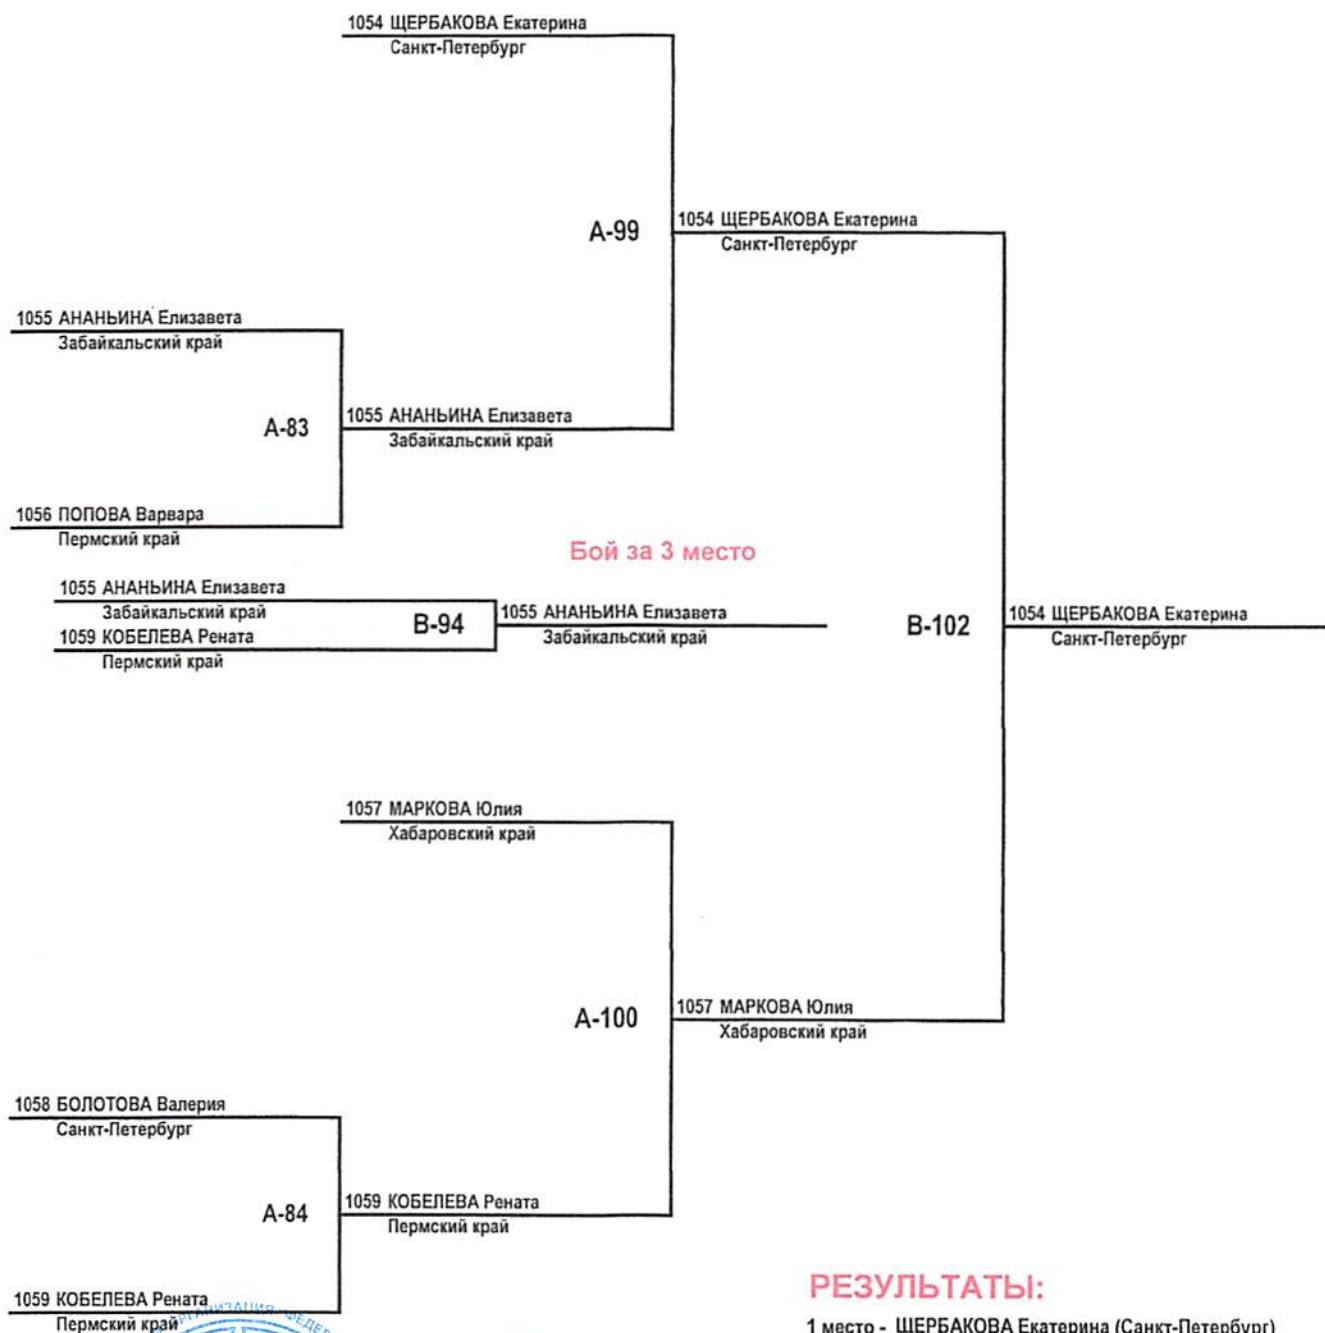 1054 ЩЕРБАКОВА Екатерина
Санкт-Петербург
А-99
1054 ЩЕРБАКОВА Екатерина
Санкт-Петербург
1055 АНАНЬИНА Елизавета
Забайкальский край
А-83
1055 АНАНЬИНА Елизавета
Забайкальский край
1056 ПОПОВА Варвара
Пермский край
Бой за 3 место
1055 АНАНЬИНА Елизавета
Забайкальский край
1059 КОБЕЛЕВА Рената
Пермский край
В-94
1055 АНАНЬИНА Елизавета
Забайкальский край
В-102
1054 ЩЕРБАКОВА Екатерина
Санкт-Петербург
1057 МАРКОВА Юлия
Хабаровский край
А-100
1057 МАРКОВА Юлия
Хабаровский край
1058 БОЛОТОВА Валерия
Санкт-Петербург
А-84
1059 КОБЕЛЕВА Рената
Пермский край
1059 КОБЕЛЕВА Рената
Пермский край
РЕЗУЛЬТАТЫ:
1 место - ЩЕРБАКОВА Екатерина (Санкт-Петербург)